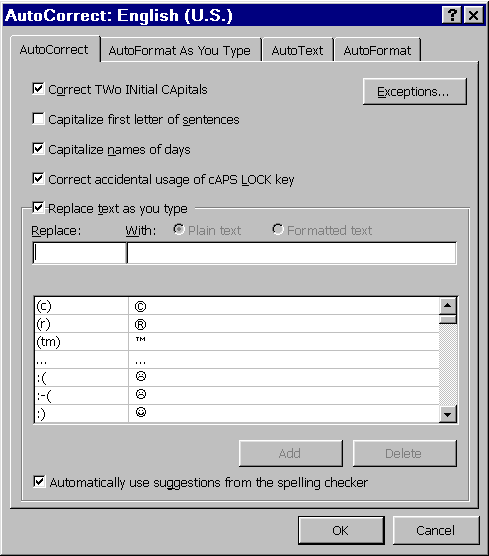 AutoCorrect: English (U.S.)
AutoCorrect AutoFormat As You Type AutoText AutoFormat
Correct TWo INitial CApitals
Exceptions...
Capitalize first letter of sentences
Capitalize names of days
Correct accidental usage of cAPS LOCK key
Replace text as you type
Replace: With: Plain text Formatted text
(c) ©
(r) ®
(tm) ™
... ...
:( ☹
:-( ☹
:) ☺
Add Delete
Automatically use suggestions from the spelling checker
OK Cancel